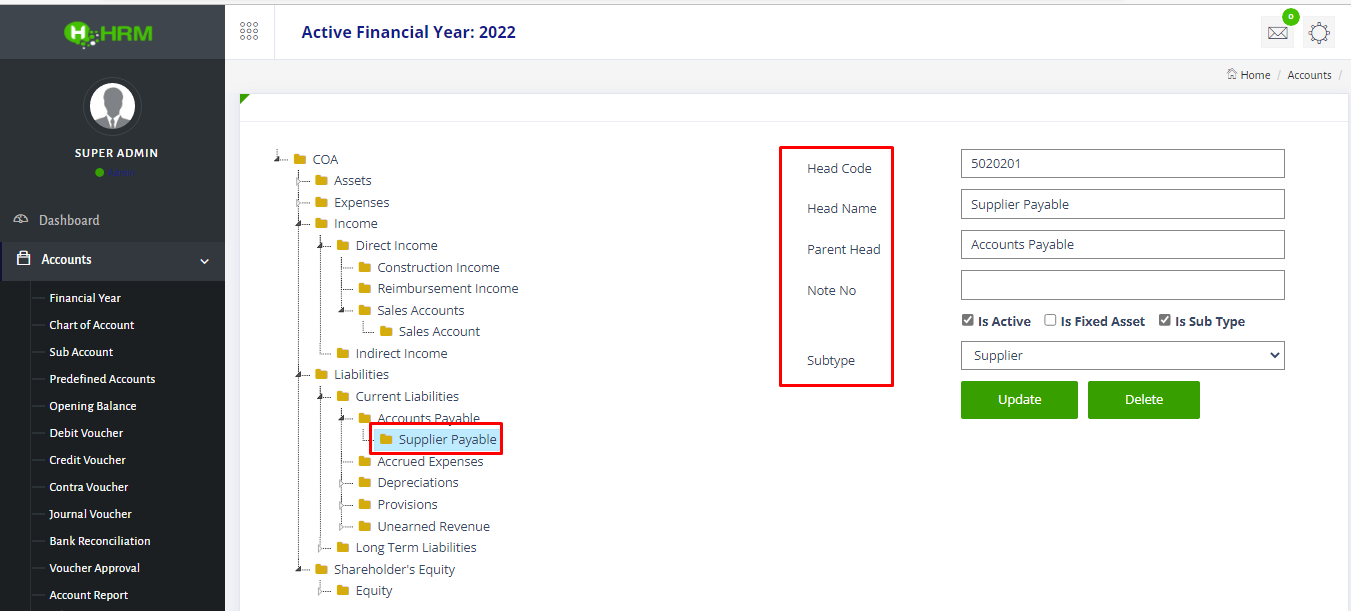 HRM
Active Financial Year: 2022
0
Home / Accounts /
SUPER ADMIN
Dashboard
Accounts
Financial Year
Chart of Account
Sub Account
Predefined Accounts
Opening Balance
Debit Voucher
Credit Voucher
Contra Voucher
Journal Voucher
Bank Reconciliation
Voucher Approval
Account Report
COA
Assets
Expenses
Income
Direct Income
Construction Income
Reimbursement Income
Sales Accounts
Sales Account
Indirect Income
Liabilities
Current Liabilities
Accounts Payable
Supplier Payable
Accrued Expenses
Depreciations
Provisions
Unearned Revenue
Long Term Liabilities
Shareholder's Equity
Equity
Head Code 5020201
Head Name Supplier Payable
Parent Head Accounts Payable
Note No
Is Active Is Fixed Asset Is Sub Type
Subtype Supplier
Update Delete